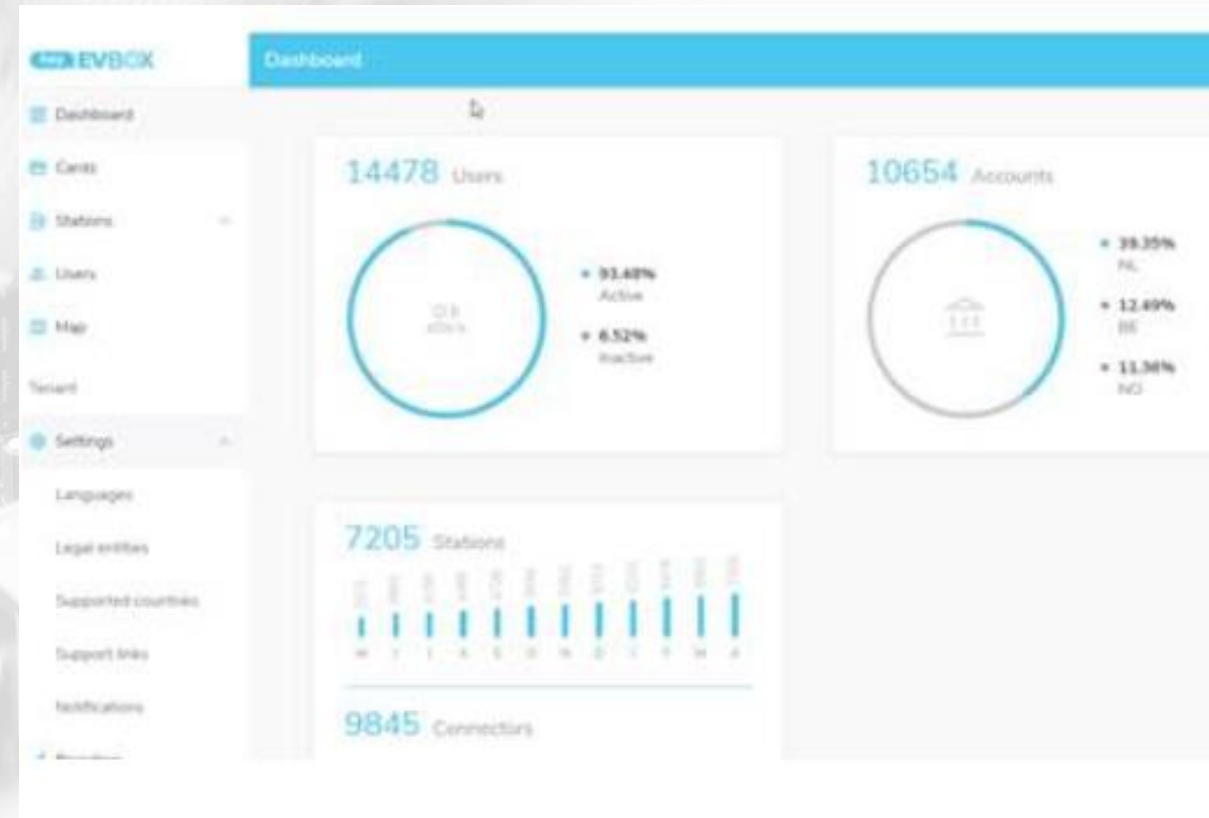 hey EVBOX
Dashboard
Dashboard
Cards
Stations
Users
Map
Tenant
Settings
Languages
Legal entities
Supported countries
Support links
Notifications
14478 Users
93.48%
Active
6.52%
Inactive
10654 Accounts
39.35%
NL
12.49%
BE
11.36%
NO
7205 Stations
M J J A S O N D J F M A
9845 Connectors